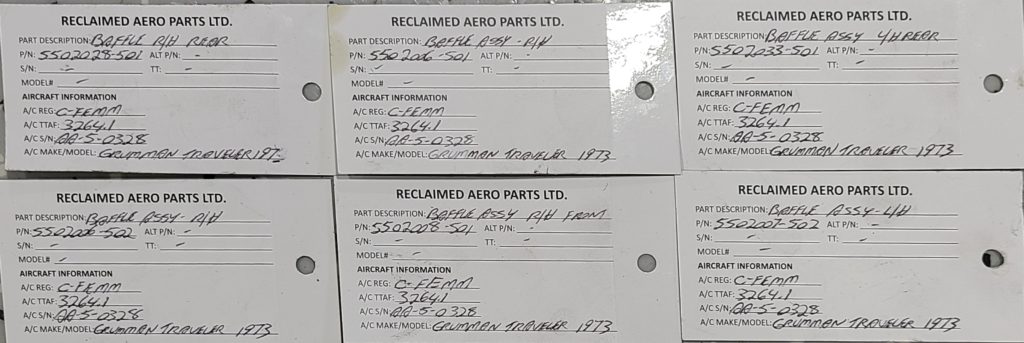 RECLAIMED AERO PARTS LTD.
PART DESCRIPTION: BAFFLE R/H REAR
P/N: 5502028-501 ALT P/N: -
S/N: - TT: -
MODEL# -
AIRCRAFT INFORMATION
A/C REG: C-FEMM
A/C TTAF: 3264.1
A/C S/N: AA-5-0328
A/C MAKE/MODEL: GRUMMAN TRAVELER 197
RECLAIMED AERO PARTS LTD.
PART DESCRIPTION: BAFFLE ASSY - R/H
P/N: 5502006-501 ALT P/N: -
S/N: - TT: -
MODEL# -
AIRCRAFT INFORMATION
A/C REG: C-FEMM
A/C TTAF: 3264.1
A/C S/N: AA-5-0328
A/C MAKE/MODEL: GRUMMAN TRAVELER 1973
RECLAIMED AERO PARTS LTD.
PART DESCRIPTION: BAFFLE ASSY L/H REAR
P/N: 5502033-501 ALT P/N: -
S/N: - TT: -
MODEL# -
AIRCRAFT INFORMATION
A/C REG: C-FEMM
A/C TTAF: 3264.1
A/C S/N: AA-5-0328
A/C MAKE/MODEL: GRUMMAN TRAVELER 1973
RECLAIMED AERO PARTS LTD.
PART DESCRIPTION: BAFFLE ASSY - R/H
P/N: 5502006-502 ALT P/N: -
S/N: - TT: -
MODEL# -
AIRCRAFT INFORMATION
A/C REG: C-FEMM
A/C TTAF: 3264.1
A/C S/N: AA-5-0328
A/C MAKE/MODEL: GRUMMAN TRAVELER 1973
RECLAIMED AERO PARTS LTD.
PART DESCRIPTION: BAFFLE ASSY R/H FROM
P/N: 5502008-501 ALT P/N: -
S/N: - TT: -
MODEL# -
AIRCRAFT INFORMATION
A/C REG: C-FEMM
A/C TTAF: 3264.1
A/C S/N: AA-5-0328
A/C MAKE/MODEL: GRUMMAN TRAVELER 1973
RECLAIMED AERO PARTS LTD.
PART DESCRIPTION: BAFFLE ASSY - L/H
P/N: 5502007-502 ALT P/N: -
S/N: - TT: -
MODEL# -
AIRCRAFT INFORMATION
A/C REG: C-FEMM
A/C TTAF: 3264.1
A/C S/N: AA-5-0328
A/C MAKE/MODEL: GRUMMAN TRAVELER 1973